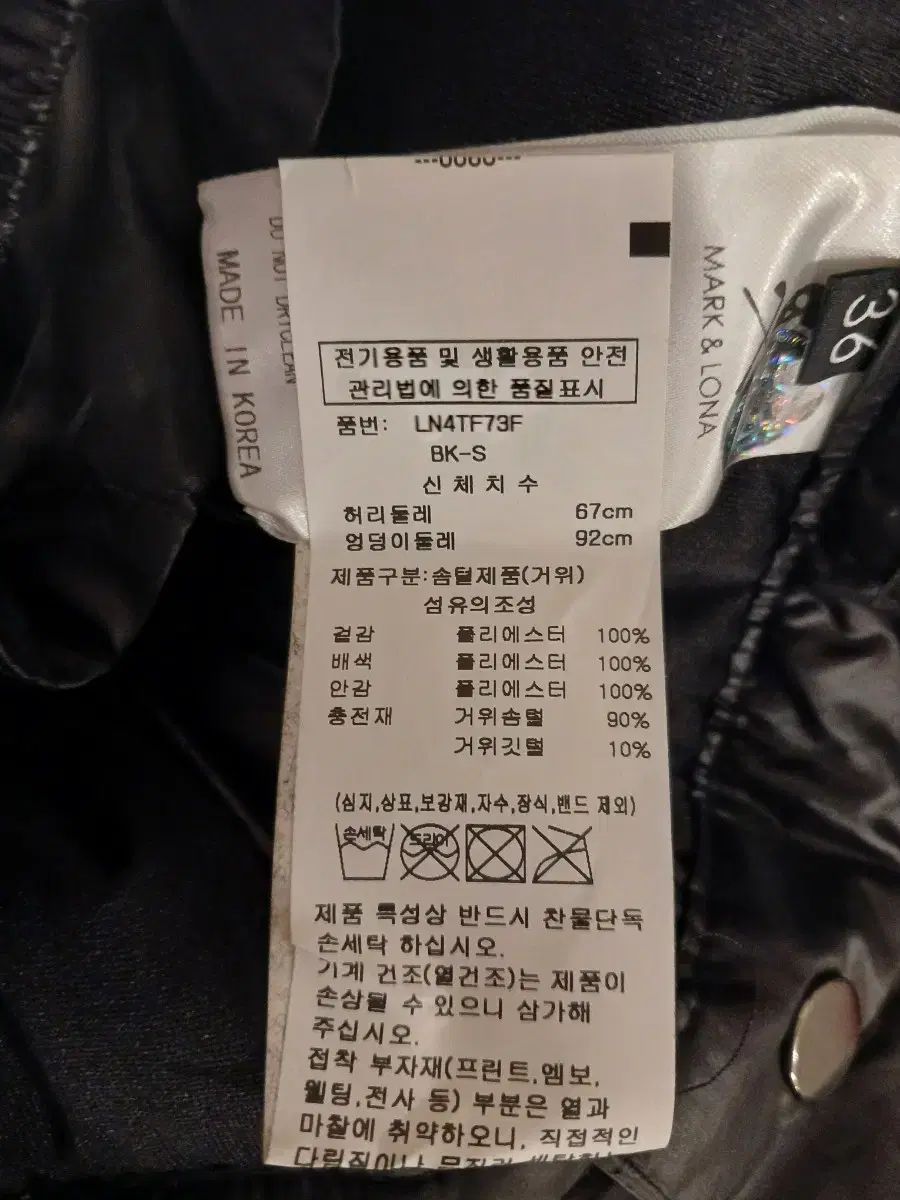 전기용품 및 생활용품 안전
관리법에 의한 품질표시
품번: LN4TF73F
BK-S
신 체 치 수
허리둘레 67cm
엉덩이둘레 92cm
제품구분:솜털제품(거위)
섬유의조성
겉감 폴리에스터 100%
배색 폴리에스터 100%
안감 폴리에스터 100%
충전재 거위솜털 90%
거위깃털 10%
(심지,상표,보강재,자수,장식,밴드 제외)
손세탁 드라이
제품 특성상 반드시 찬물단독
손세탁 하십시오.
기계 건조(열건조)는 제품이
손상될 수 있으니 삼가해
주십시오.
접착 부자재(프린트,엠보,
웰팅,전사 등) 부분은 열과
마찰에 취약하오니, 직접적인
MADE IN KOREA
DO NOT DRYCLEAN
MARK & LONA
36